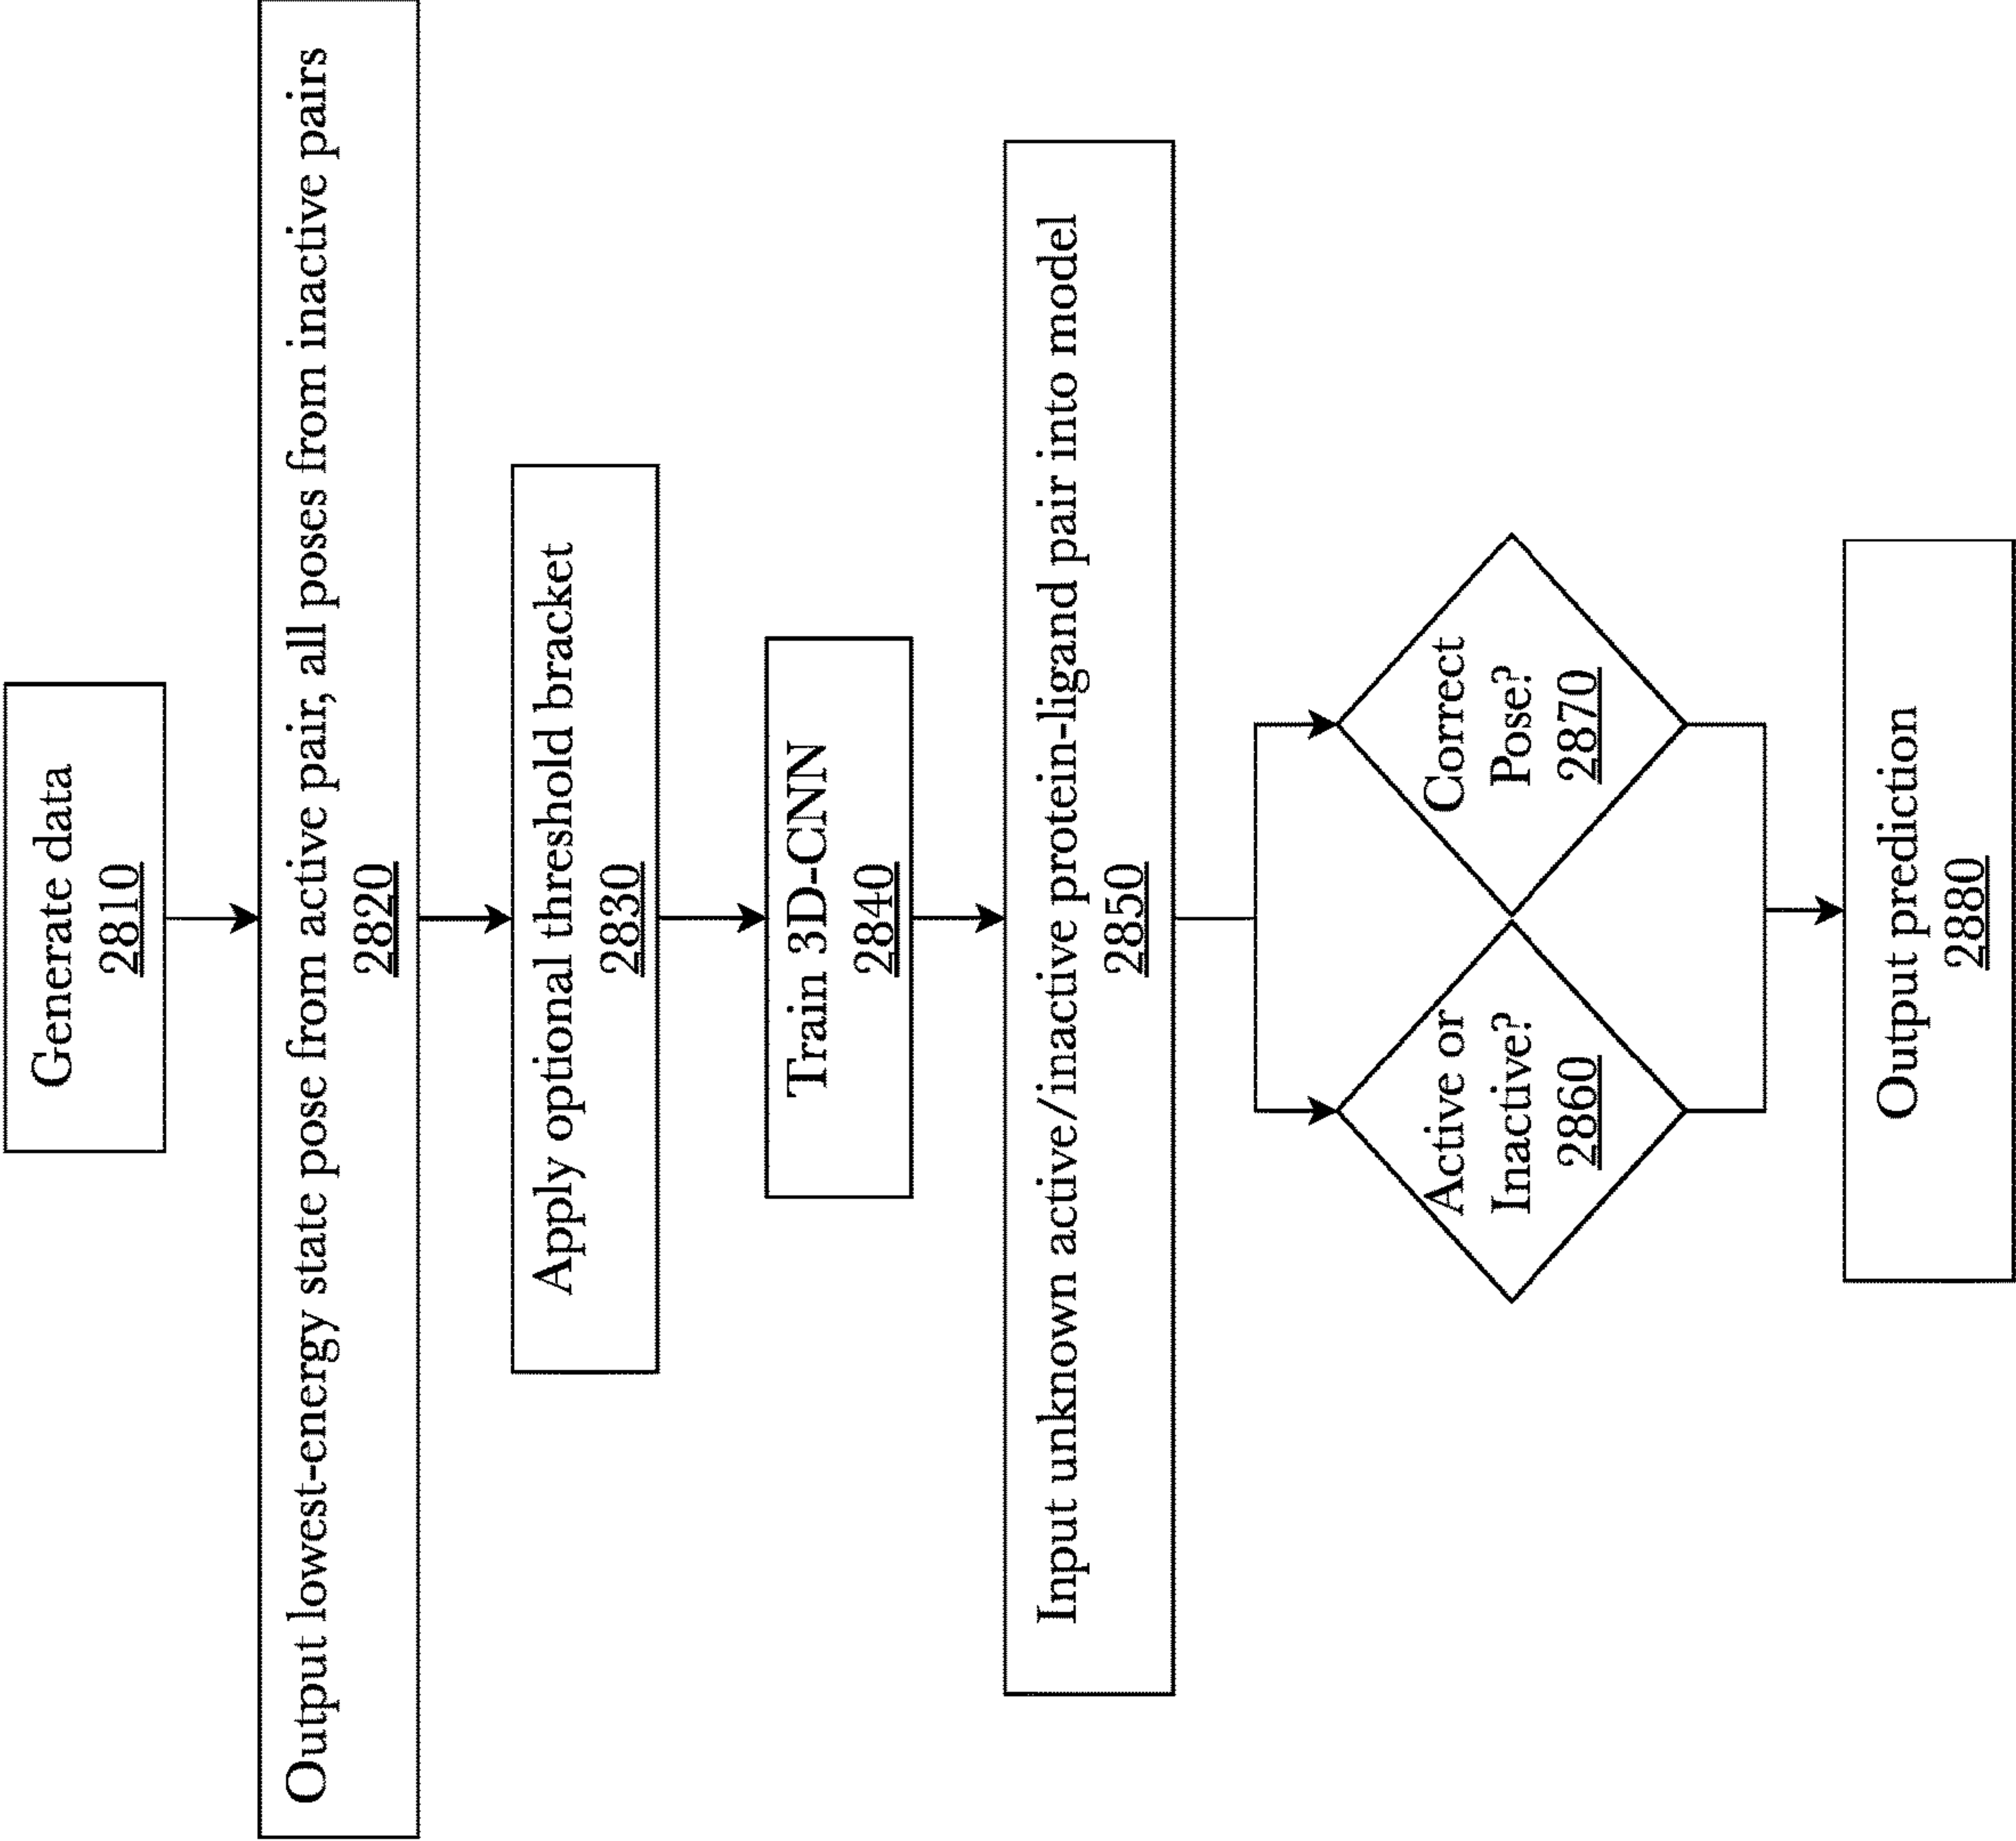 Generate data
2810
Output lowest-energy state pose from active pair, all poses from inactive pairs
2820
Apply optional threshold bracket
2830
Train 3D-CNN
2840
Input unknown active/inactive protein-ligand pair into model
2850
Active or
Inactive?
2860
Correct
Pose?
2870
Output prediction
2880